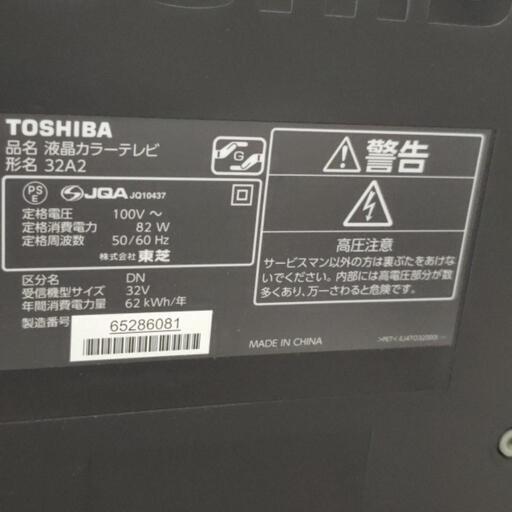 TOSHIBA
品名 液晶カラーテレビ
形名 32A2
G
PS
E
JQA JQ10437
定格電圧 100V ～
定格消費電力 82 W
定格周波数 50/60 Hz
株式会社 東芝
区分名 DN
受信機型サイズ 32V
年間消費電力量 62 kWh/年
製造番号 65286081
警告
高圧注意
サービスマン以外の方は裏ぶたをあけな
いでください。内部には高電圧部分が数
多くあり、万一さわると危険です。
MADE IN CHINA